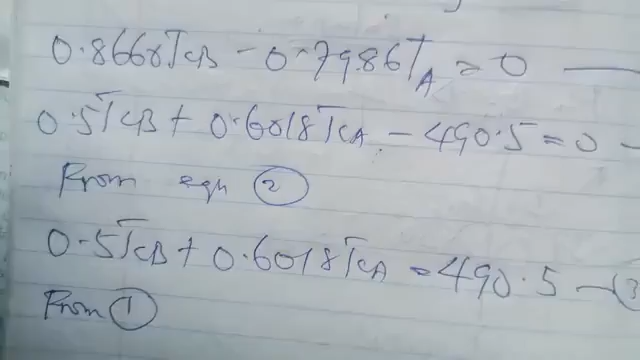 0.8660T_CB - 0.7986T_A = 0 —
0.5T_CB + 0.6018T_CA - 490.5 = 0 -
From eqn ②
0.5T_CB + 0.6018T_CA = 490.5 — ③
From ①